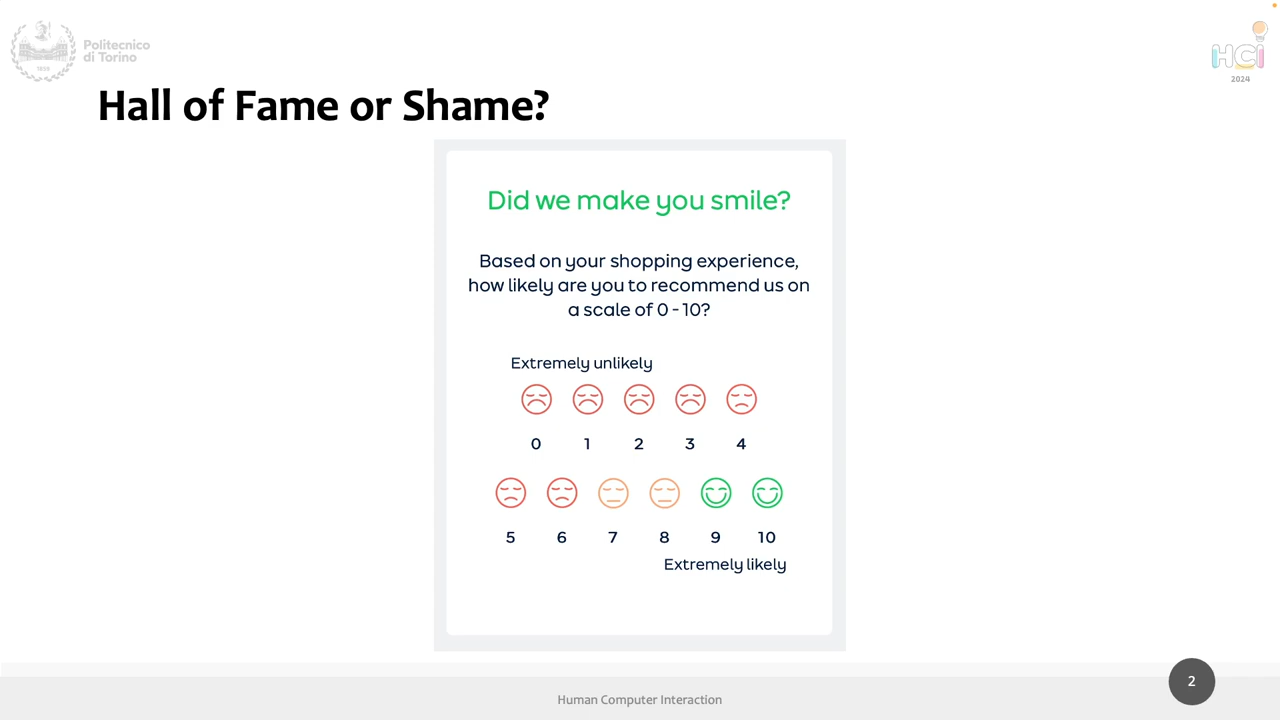 Politecnico
di Torino
1859
HCI
2024
Hall of Fame or Shame?
Did we make you smile?
Based on your shopping experience,
how likely are you to recommend us on
a scale of 0 - 10?
Extremely unlikely
0 1 2 3 4
5 6 7 8 9 10
Extremely likely
Human Computer Interaction
2